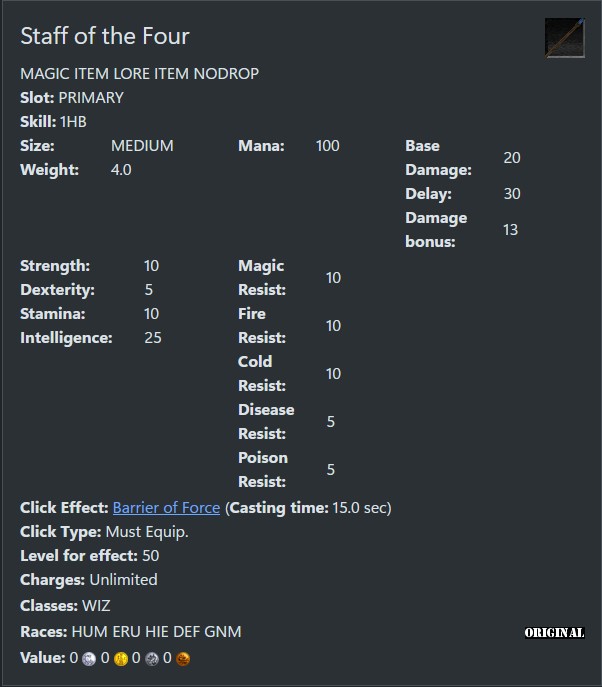 Staff of the Four
MAGIC ITEM LORE ITEM NODROP
Slot: PRIMARY
Skill: 1HB
Size: MEDIUM
Weight: 4.0
Mana: 100
Base Damage: 20
Delay: 30
Damage bonus: 13
Strength: 10
Dexterity: 5
Stamina: 10
Intelligence: 25
Magic Resist: 10
Fire Resist: 10
Cold Resist: 10
Disease Resist: 5
Poison Resist: 5
Click Effect: Barrier of Force (Casting time: 15.0 sec)
Click Type: Must Equip.
Level for effect: 50
Charges: Unlimited
Classes: WIZ
Races: HUM ERU HIE DEF GNM
ORIGINAL
Value: 0 0 0 0